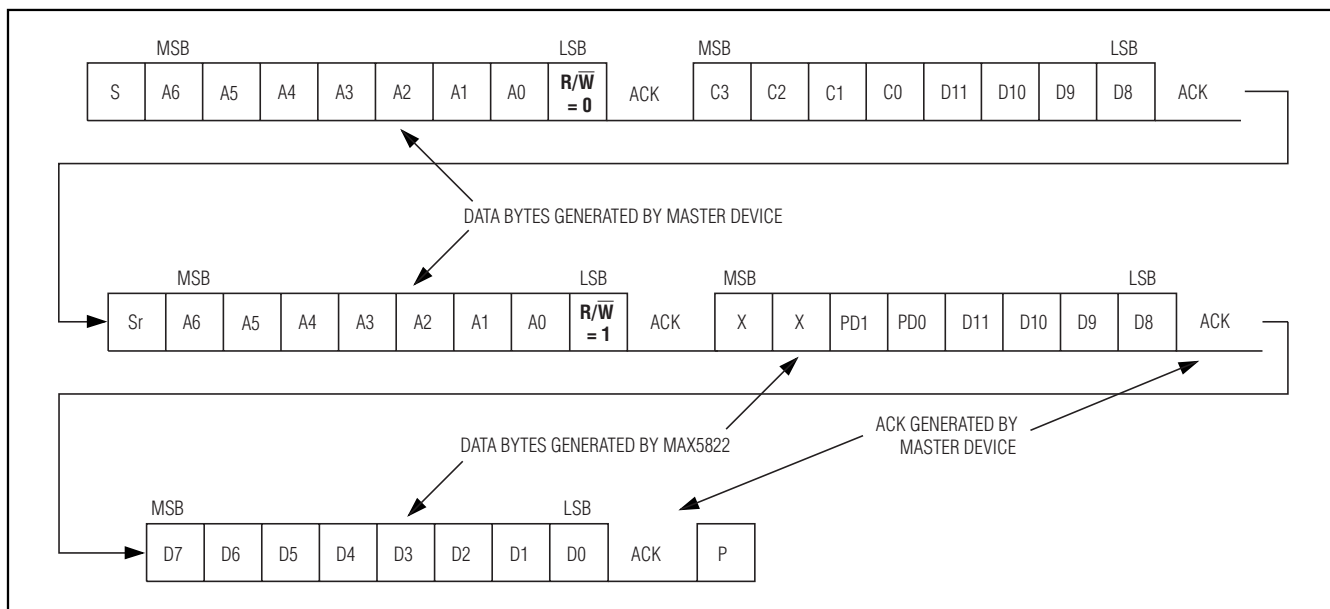 MSB LSB MSB LSB
S A6 A5 A4 A3 A2 A1 A0 R/W̅ = 0 ACK C3 C2 C1 C0 D11 D10 D9 D8 ACK
DATA BYTES GENERATED BY MASTER DEVICE
MSB LSB MSB LSB
Sr A6 A5 A4 A3 A2 A1 A0 R/W̅ = 1 ACK X X PD1 PD0 D11 D10 D9 D8 ACK
DATA BYTES GENERATED BY MAX5822
ACK GENERATED BY
MASTER DEVICE
MSB LSB
D7 D6 D5 D4 D3 D2 D1 D0 ACK P